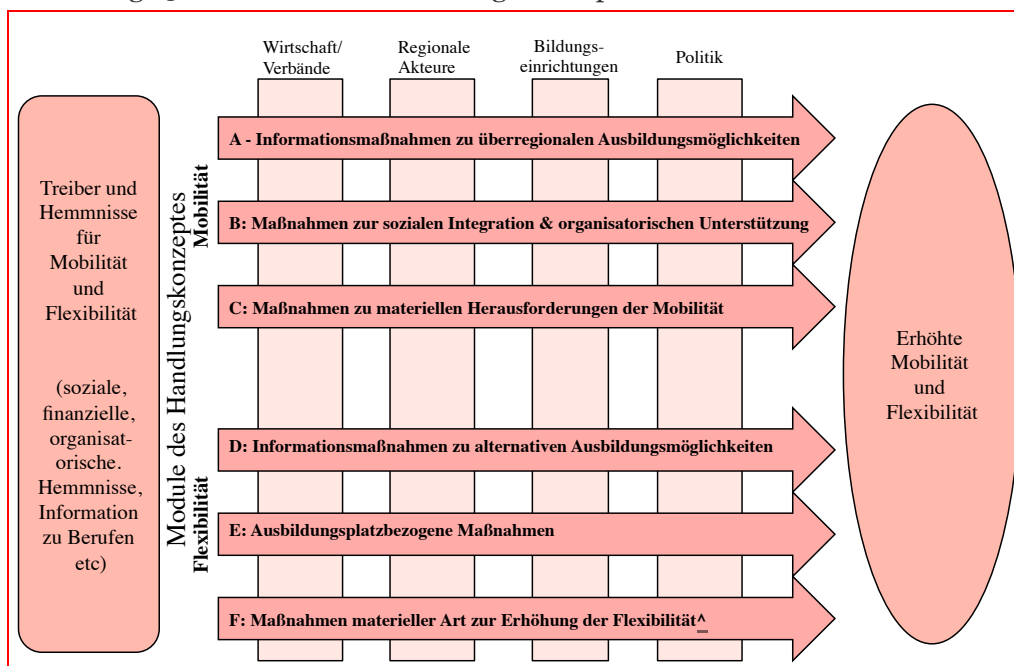 Wirtschaft/
Verbände
Regionale
Akteure
Bildungs-
einrichtungen
Politik
Treiber und
Hemmnisse
für
Mobilität
und
Flexibilität
(soziale,
finanzielle,
organisat-
orische.
Hemmnisse,
Information
zu Berufen
etc)
Module des Handlungskonzeptes
Mobilität
A - Informationsmaßnahmen zu überregionalen Ausbildungsmöglichkeiten
B: Maßnahmen zur sozialen Integration & organisatorischen Unterstützung
C: Maßnahmen zu materiellen Herausforderungen der Mobilität
Flexibilität
D: Informationsmaßnahmen zu alternativen Ausbildungsmöglichkeiten
E: Ausbildungsplatzbezogene Maßnahmen
F: Maßnahmen materieller Art zur Erhöhung der Flexibilität^
Erhöhte
Mobilität
und
Flexibilität